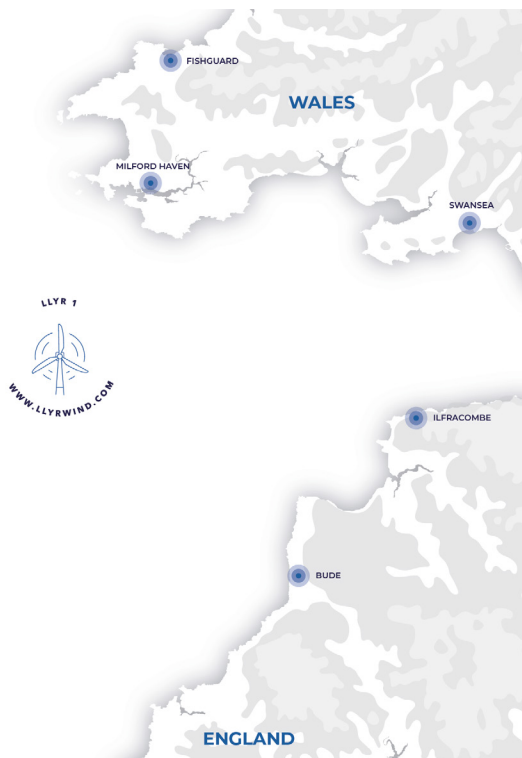 FISHGUARD
WALES
MILFORD HAVEN
SWANSEA
LLYR 1
WWW.LLYRWIND.COM
ILFRACOMBE
BUDE
ENGLAND